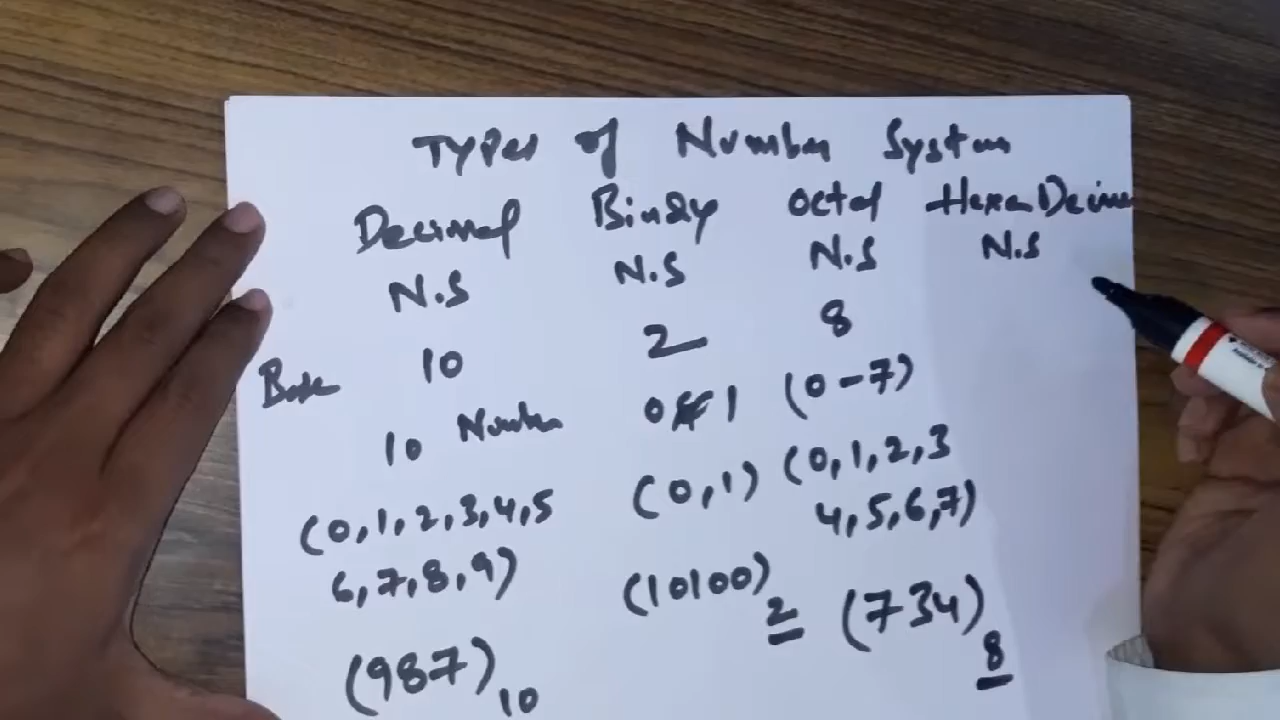 Types of Number System
Decimal Binary Octal HexaDecim
N.S N.S N.S N.S
Base 10 2 8
10 Number 0 1 (0-7)
(0,1,2,3,4,5 (0,1) (0,1,2,3
6,7,8,9) 4,5,6,7)
(987)10 (10100)2 (734)8